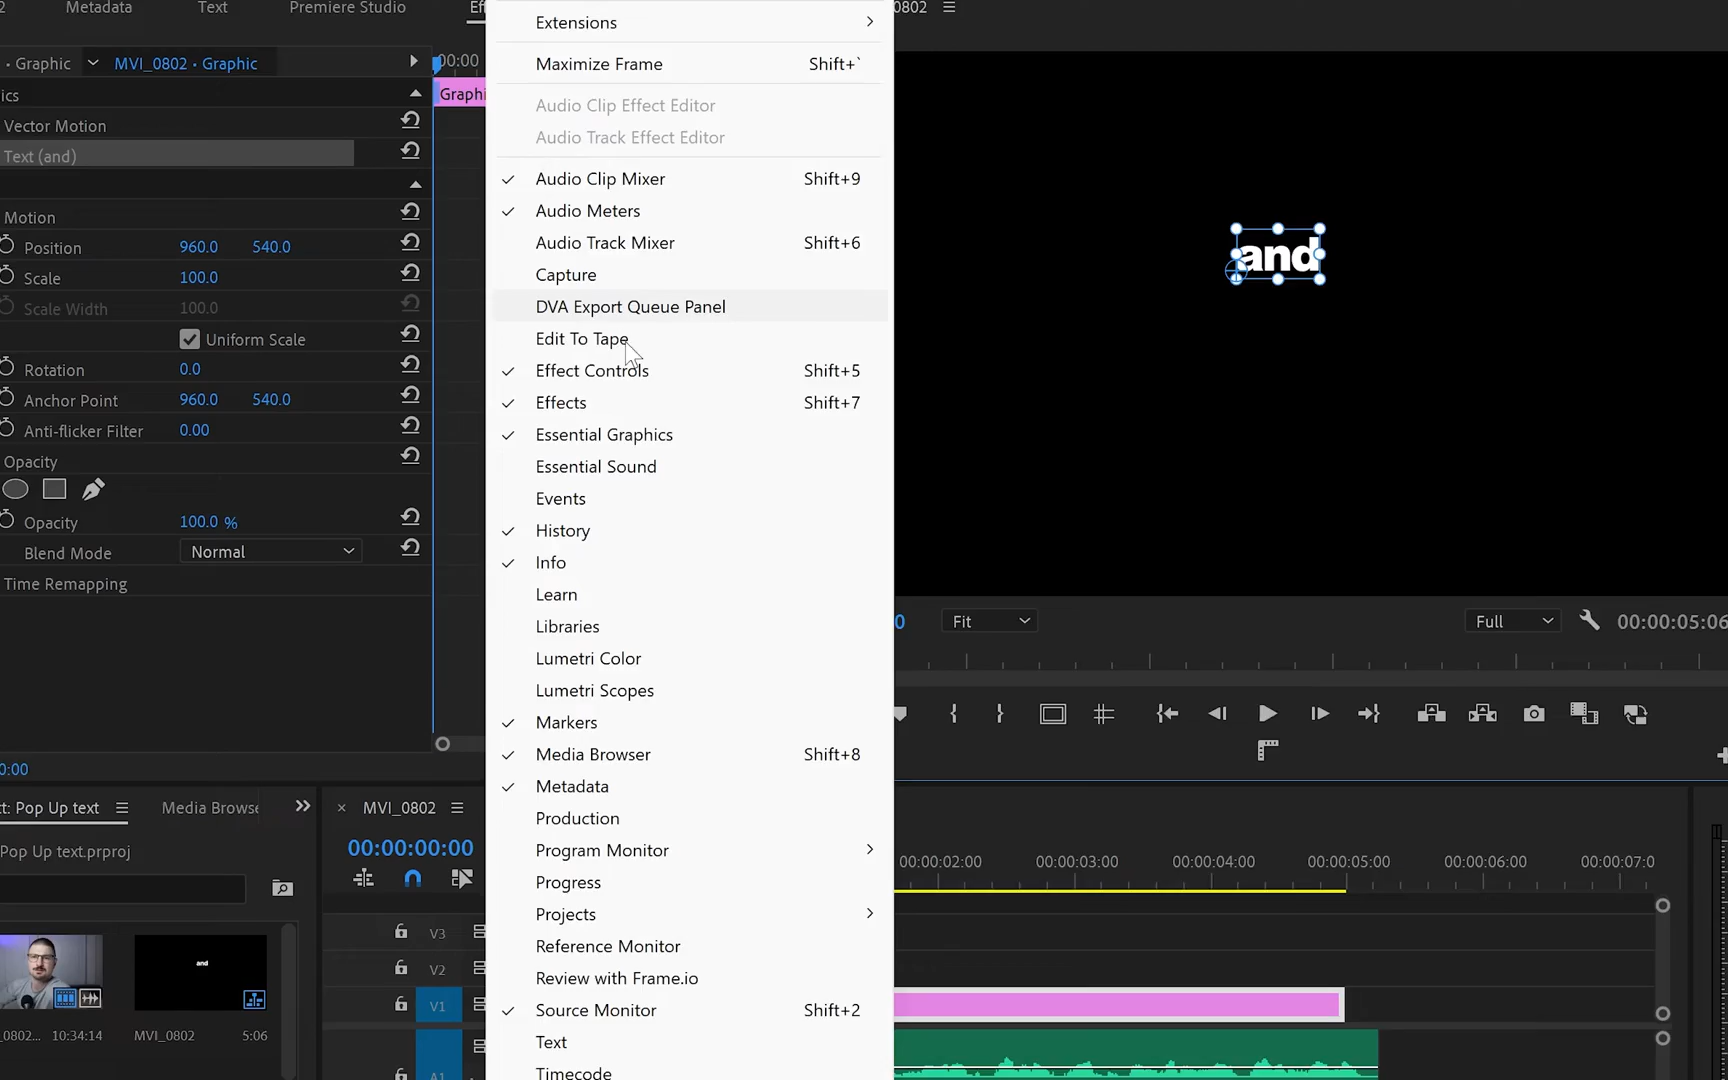 2
Metadata
Text
Premiere Studio
Ef
· Graphic
MVI_0802 · Graphic
:00:00
Graphi
ics
Vector Motion
Text (and)
Motion
Position 960.0 540.0
Scale 100.0
Scale Width 100.0
Uniform Scale
Rotation 0.0
Anchor Point 960.0 540.0
Anti-flicker Filter 0.00
Opacity
Opacity 100.0 %
Blend Mode Normal
Time Remapping
0:00
Extensions
Maximize Frame Shift+`
Audio Clip Effect Editor
Audio Track Effect Editor
Audio Clip Mixer Shift+9
Audio Meters
Audio Track Mixer Shift+6
Capture
DVA Export Queue Panel
Edit To Tape
Effect Controls Shift+5
Effects Shift+7
Essential Graphics
Essential Sound
Events
History
Info
Learn
Libraries
Lumetri Color
Lumetri Scopes
Markers
Media Browser Shift+8
Metadata
Production
Program Monitor
Progress
Projects
Reference Monitor
Review with Frame.io
Source Monitor Shift+2
Text
Timecode
0802
and
0
Fit
Full
00:00:05:06
t: Pop Up text
Media Browse
Pop Up text.prproj
and
_0802... 10:34:14
MVI_0802 5:06
× MVI_0802
00:00:00:00
V3
V2
V1
A1
00:00:02:00 00:00:03:00 00:00:04:00 00:00:05:00 00:00:06:00 00:00:07:0